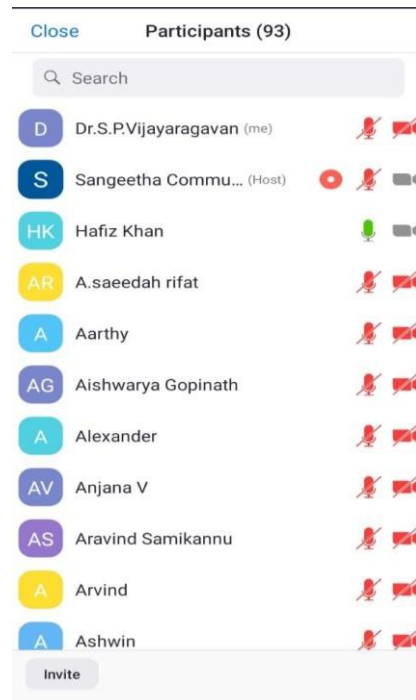 Close Participants (93)
Search
D Dr.S.P.Vijayaragavan (me)
S Sangeetha Commu... (Host)
HK Hafiz Khan
AR A.saeedah rifat
A Aarthy
AG Aishwarya Gopinath
A Alexander
AV Anjana V
AS Aravind Samikannu
A Arvind
A Ashwin
Invite